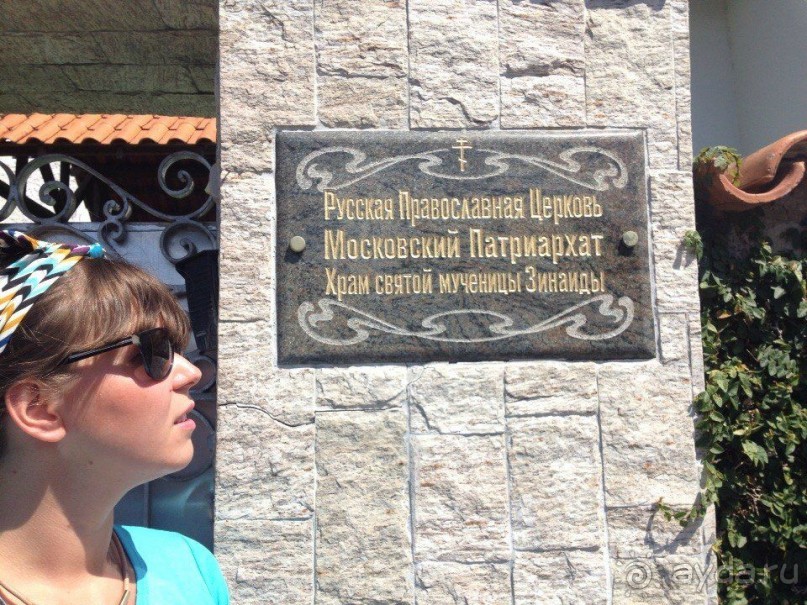 Русская Православная Церковь
Московский Патриархат
Храм святой мученицы Зинаиды
ayda.ru